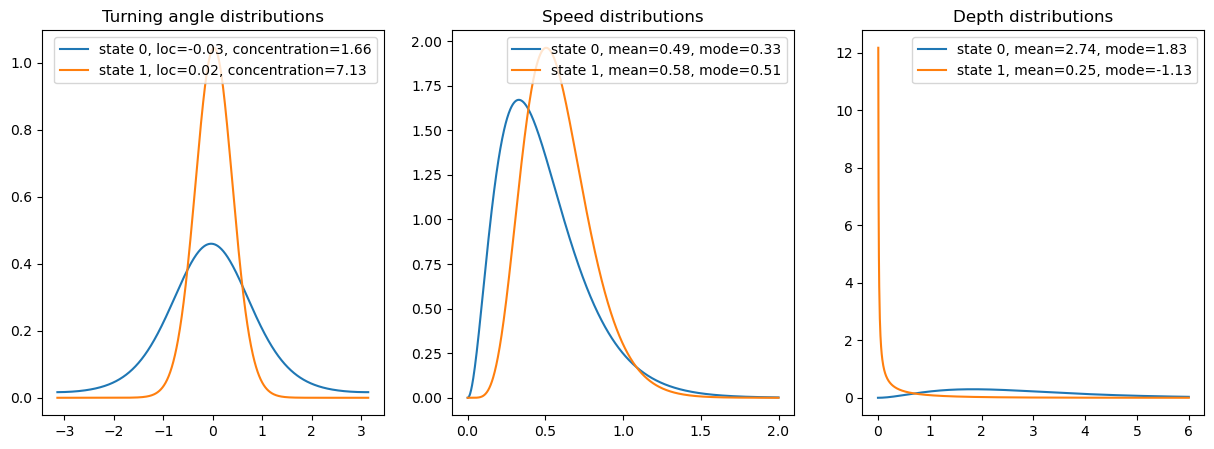 Turning angle distributions
state 0, loc=-0.03, concentration=1.66
state 1, loc=0.02, concentration=7.13
1.0
0.8
0.6
0.4
0.2
0.0
−3 −2 −1 0 1 2 3
Speed distributions
state 0, mean=0.49, mode=0.33
state 1, mean=0.58, mode=0.51
2.00
1.75
1.50
1.25
1.00
0.75
0.50
0.25
0.00
0.0 0.5 1.0 1.5 2.0
Depth distributions
state 0, mean=2.74, mode=1.83
state 1, mean=0.25, mode=-1.13
12
10
8
6
4
2
0
0 1 2 3 4 5 6